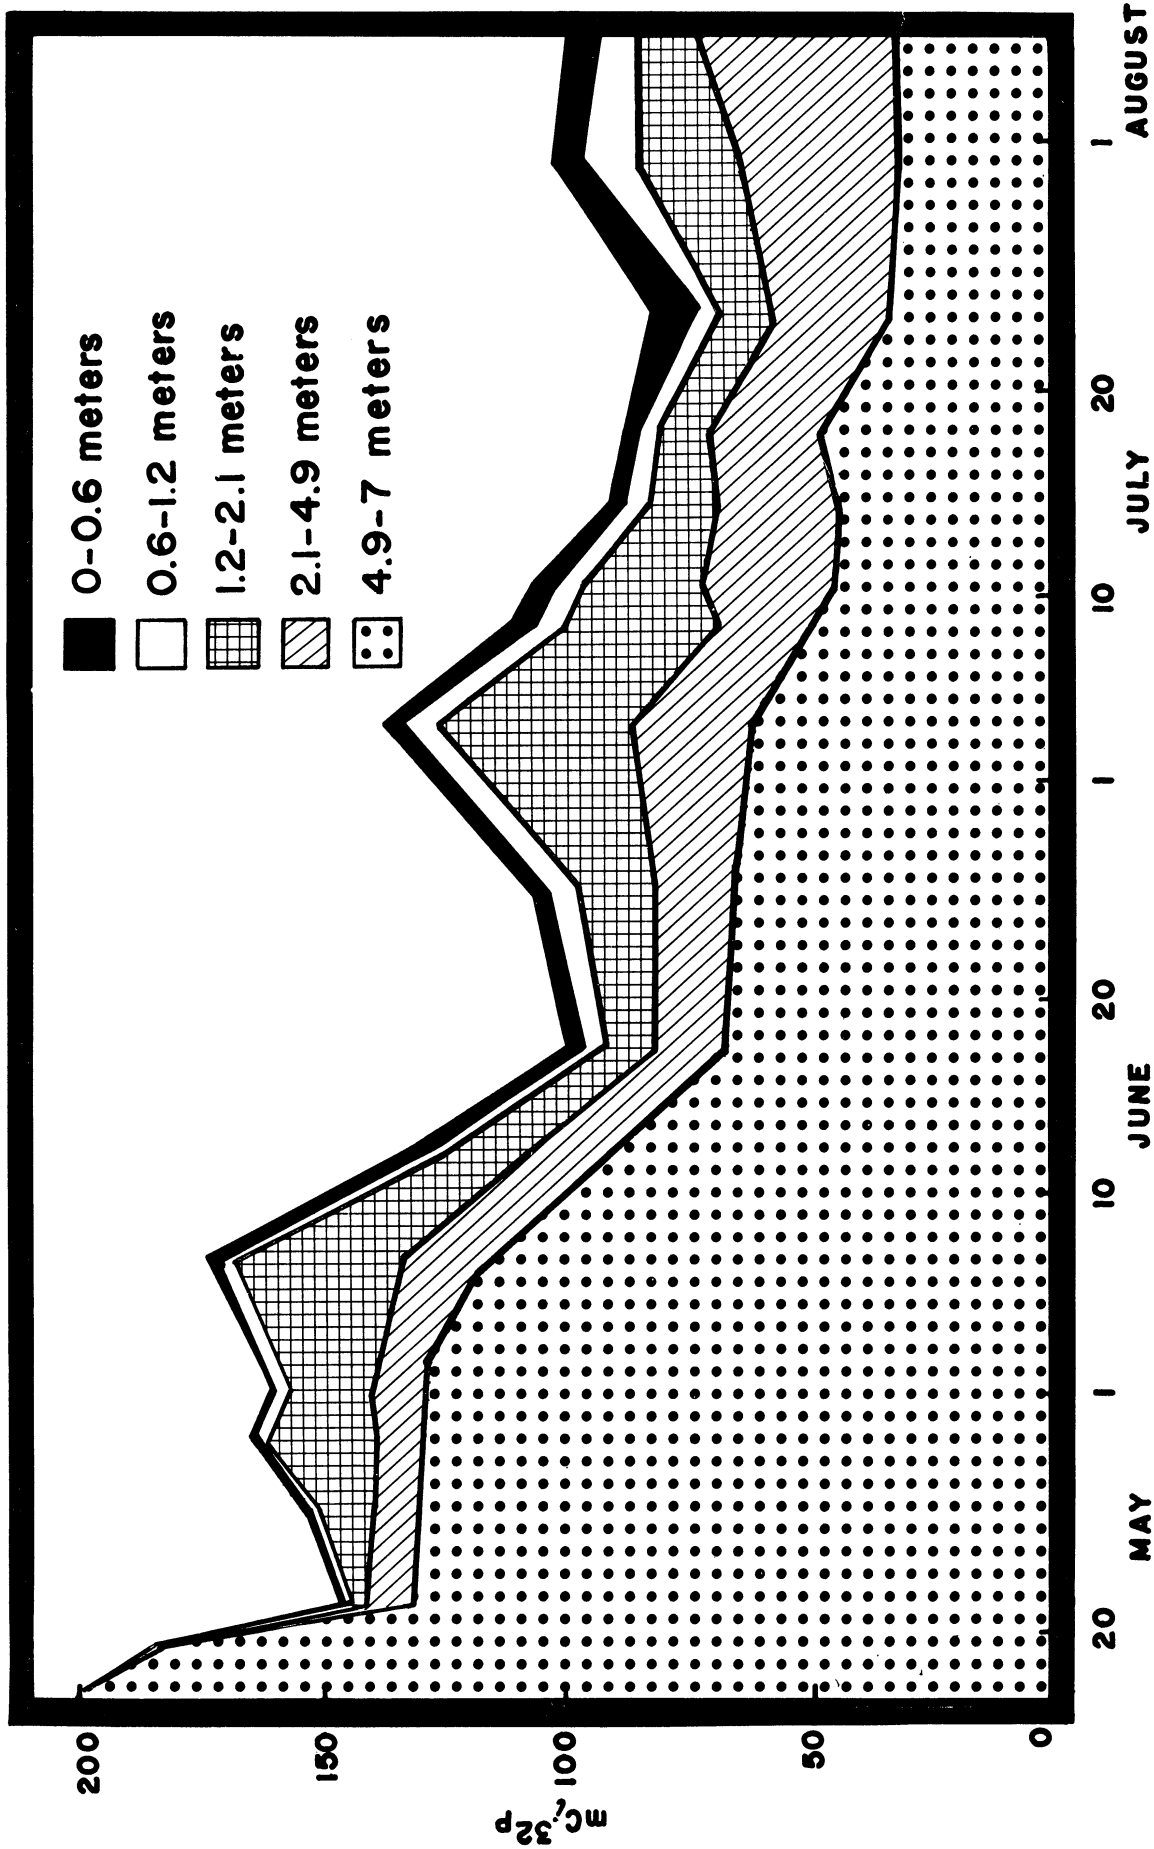 0-0.6 meters
0.6-1.2 meters
1.2-2.1 meters
2.1-4.9 meters
4.9-7 meters
200
150
100
50
0
mC, 32p
20 1 10 20 1 10 20 1
MAY JUNE JULY AUGUST